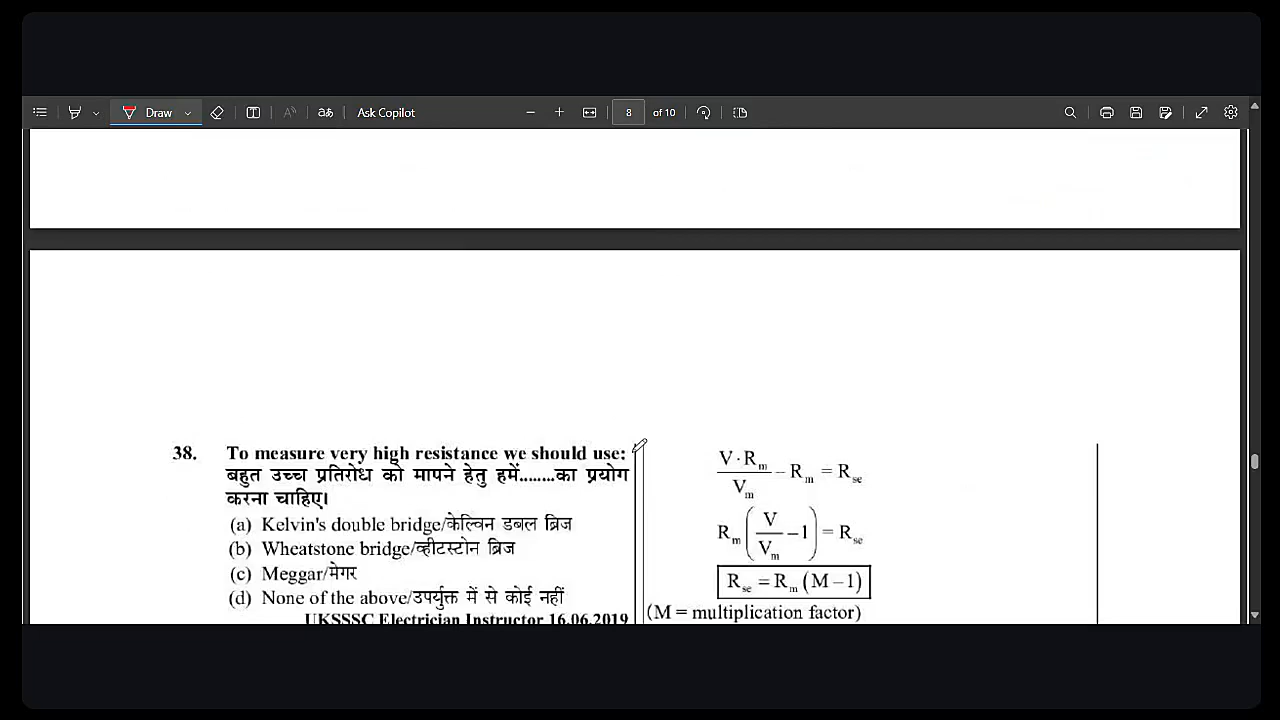 Draw
Ask Copilot
8
of 10
38. To measure very high resistance we should use:
बहुत उच्च प्रतिरोध को मापने हेतु हमें........का प्रयोग
करना चाहिए।
(a) Kelvin's double bridge/केल्विन डबल ब्रिज
(b) Wheatstone bridge/व्हीटस्टोन ब्रिज
(c) Meggar/मेगर
(d) None of the above/उपर्युक्त में से कोई नहीं
UKSSSC Electrician Instructor 16.06.2019
V · Rm / Vm − Rm = Rse
Rm (V / Vm − 1) = Rse
Rse = Rm (M − 1)
(M = multiplication factor)